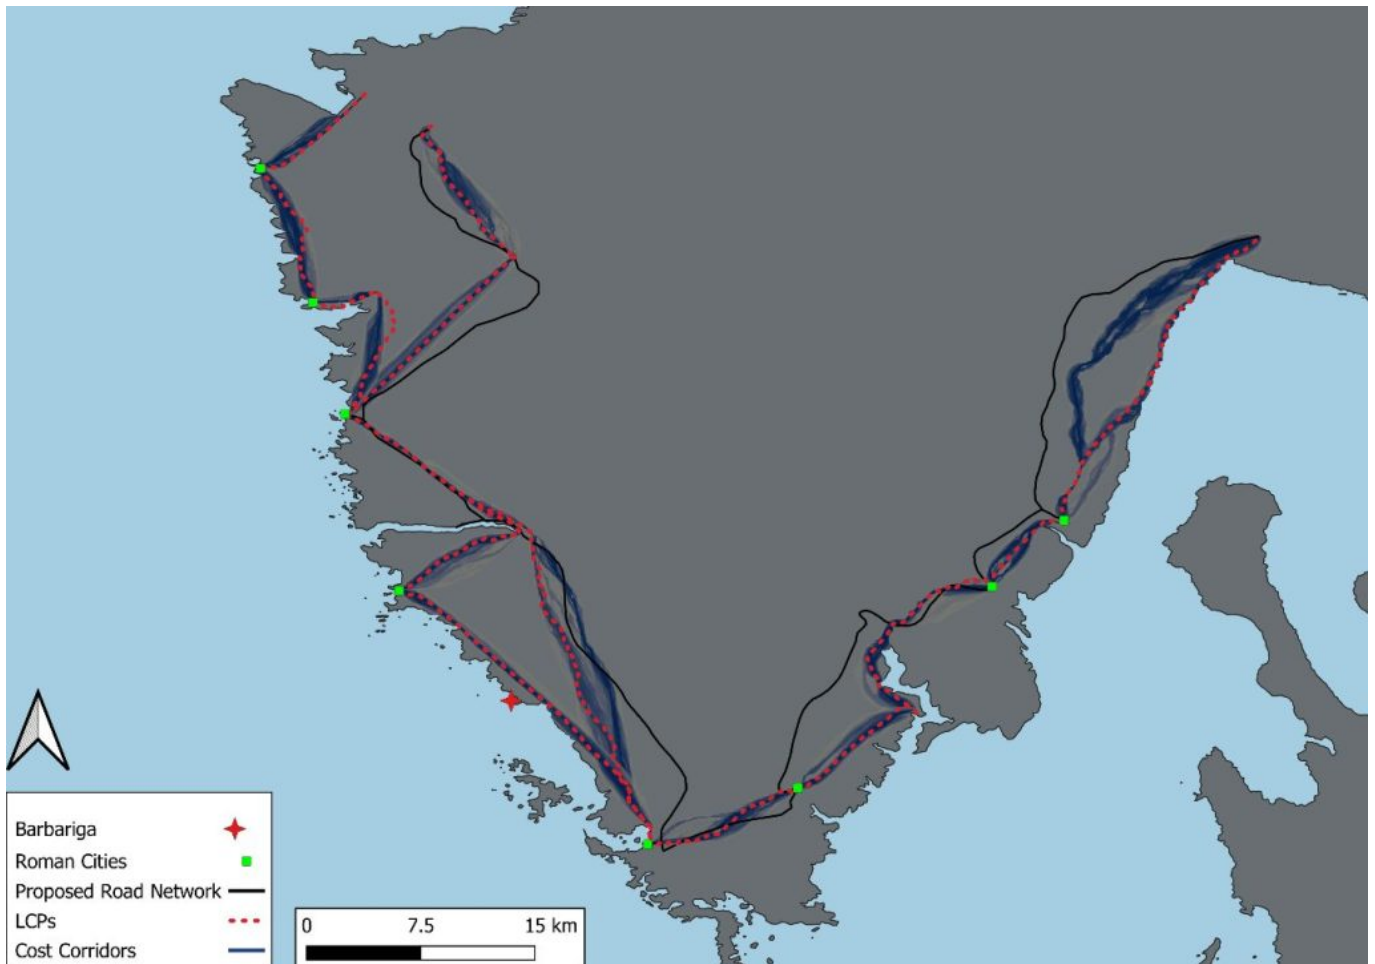 Barbariga
Roman Cities
Proposed Road Network
LCPs
Cost Corridors
0 7.5 15 km